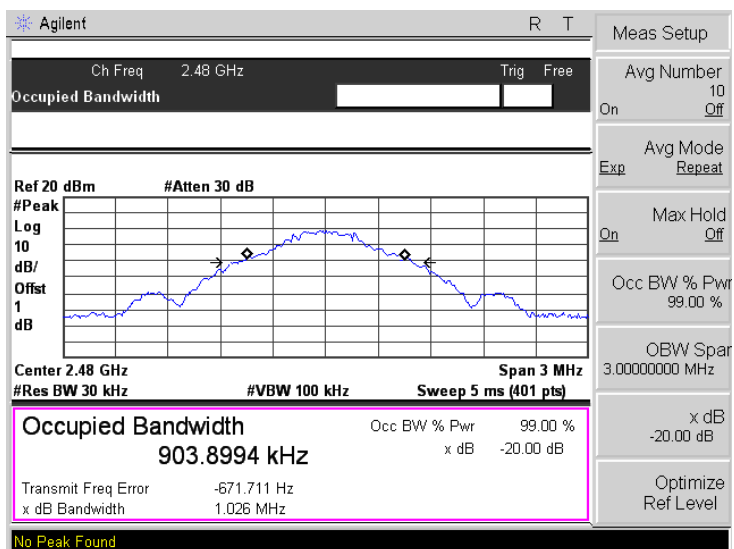 Agilent R T
Ch Freq 2.48 GHz Trig Free
Occupied Bandwidth
Ref 20 dBm #Atten 30 dB
#Peak
Log
10
dB/
Offst
1
dB
Center 2.48 GHz Span 3 MHz
#Res BW 30 kHz #VBW 100 kHz Sweep 5 ms (401 pts)
Occupied Bandwidth Occ BW % Pwr 99.00 %
903.8994 kHz x dB -20.00 dB
Transmit Freq Error -671.711 Hz
x dB Bandwidth 1.026 MHz
No Peak Found
Meas Setup
Avg Number
10
On Off
Avg Mode
Exp Repeat
Max Hold
On Off
Occ BW % Pwr
99.00 %
OBW Span
3.00000000 MHz
x dB
-20.00 dB
Optimize
Ref Level